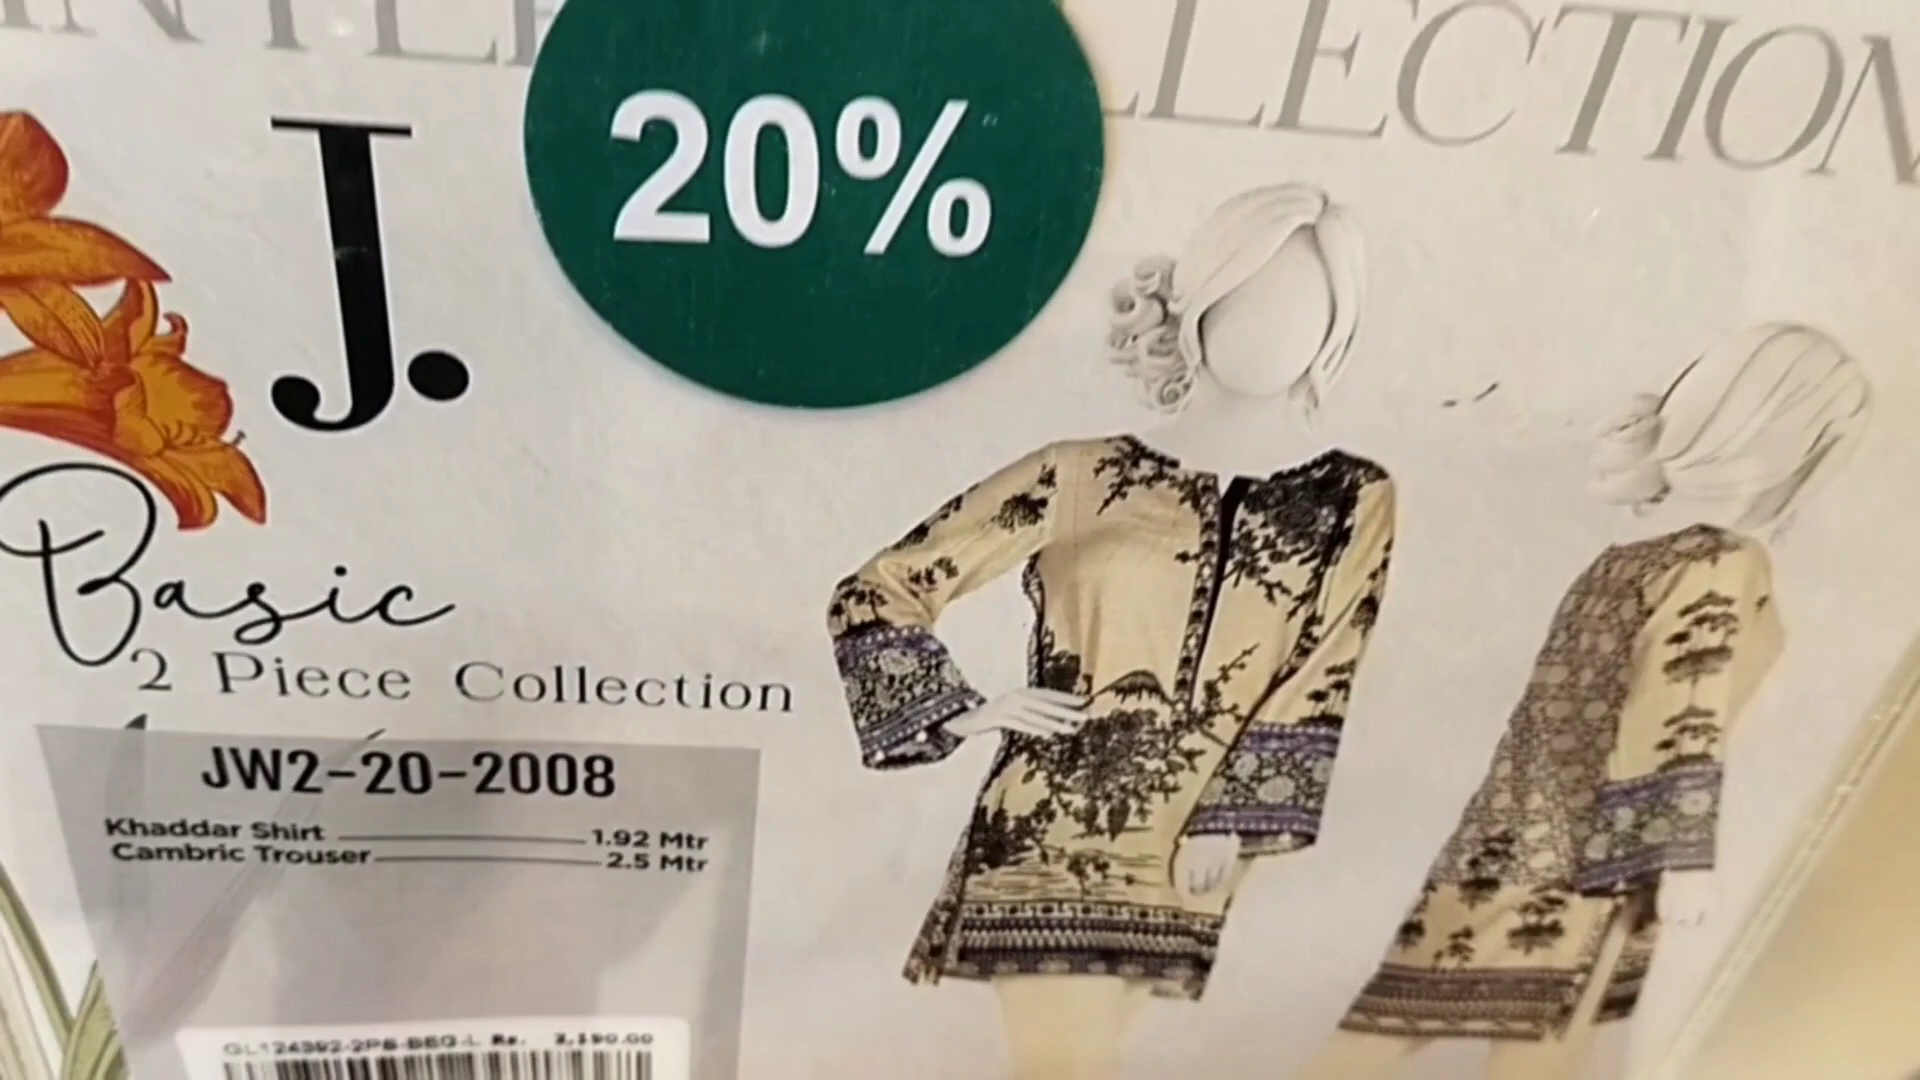 20%
LLECTION
J.
Basic
2 Piece Collection
JW2-20-2008
Khaddar Shirt 1.92 Mtr
Cambric Trouser 2.5 Mtr
Rs. 2,190.00